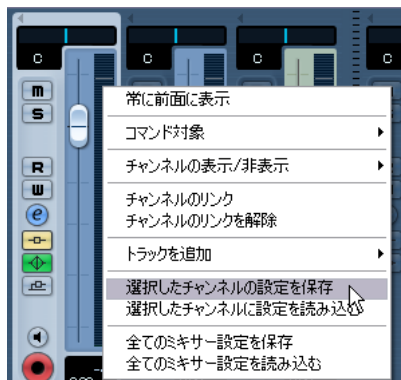 C C C C
m
S
R
W
e
常に前面に表示
コマンド対象
チャンネルの表示/非表示
チャンネルのリンク
チャンネルのリンクを解除
トラックを追加
選択したチャンネルの設定を保存
選択したチャンネルに設定を読み込む
全てのミキサー設定を保存
全てのミキサー設定を読み込む